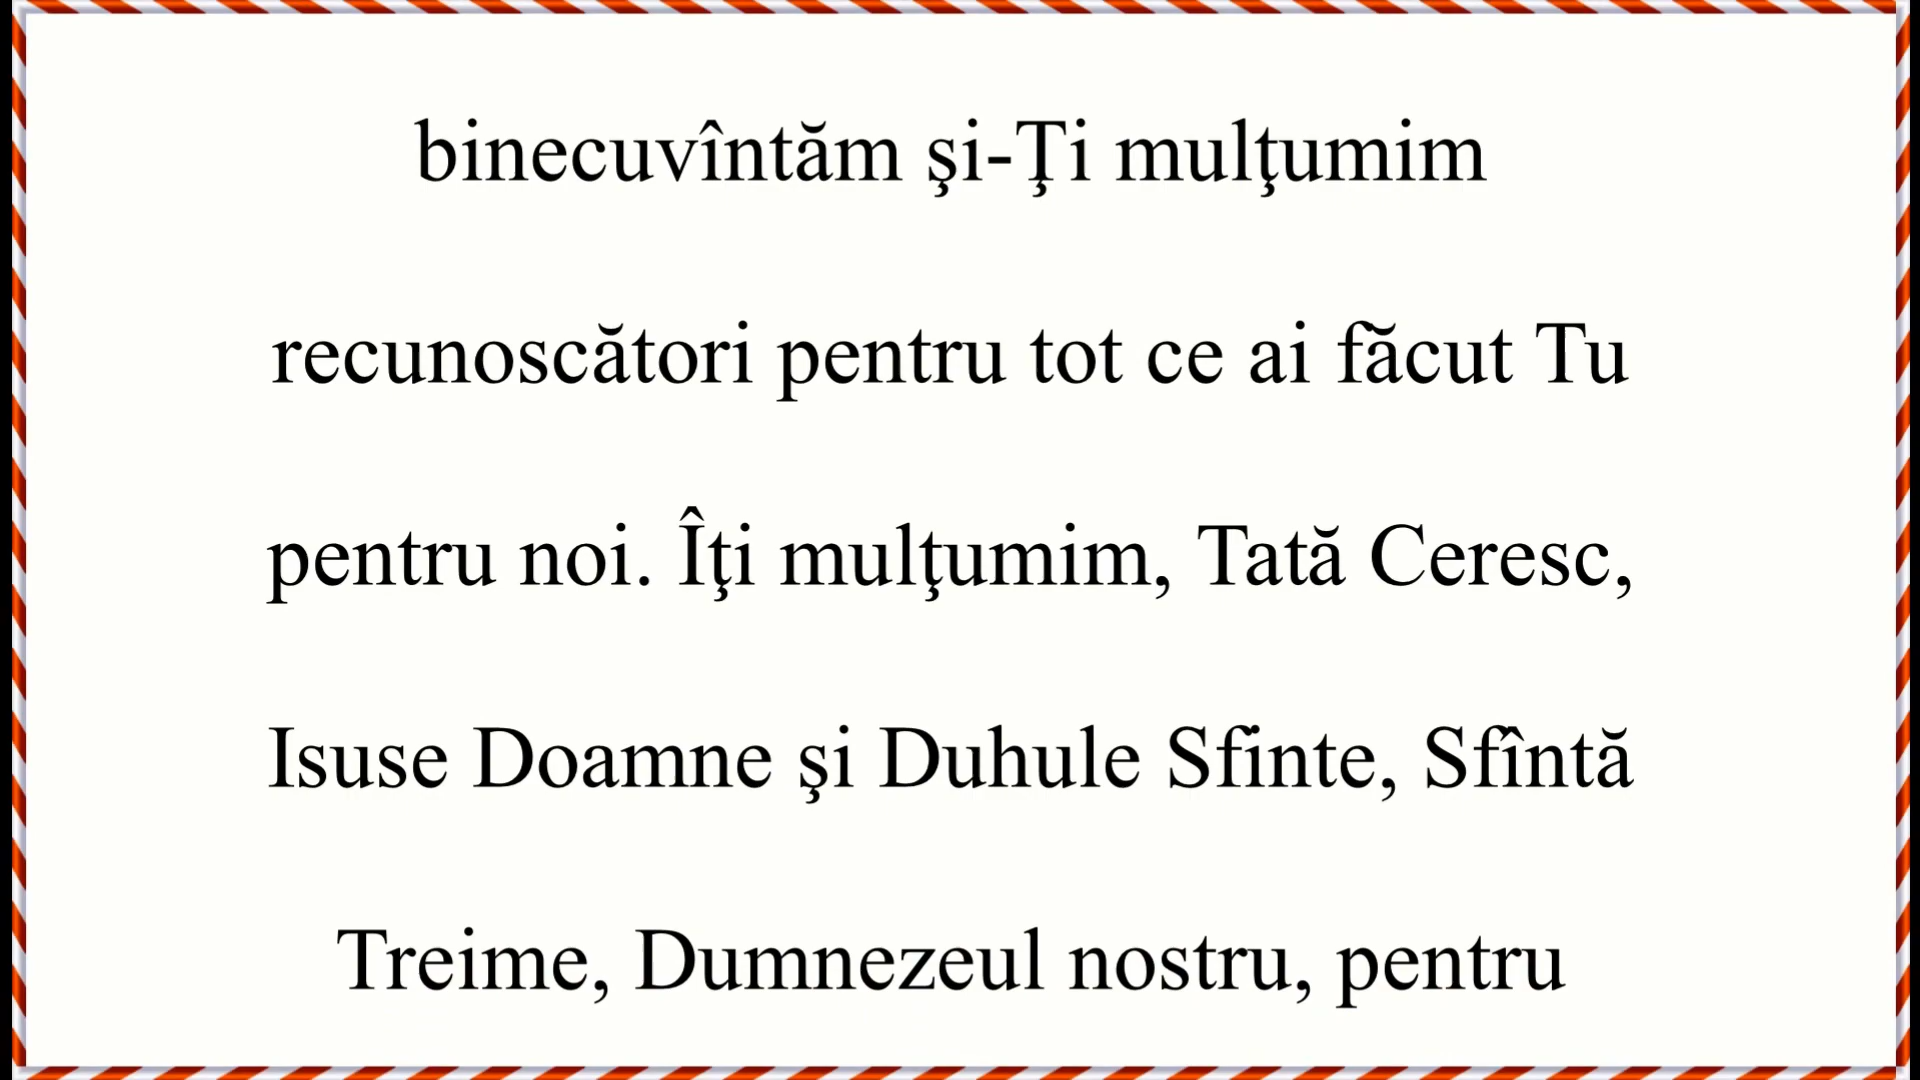 binecuvîntăm şi-Ţi mulţumim
recunoscători pentru tot ce ai făcut Tu
pentru noi. Îţi mulţumim, Tată Ceresc,
Isuse Doamne şi Duhule Sfinte, Sfîntă
Treime, Dumnezeul nostru, pentru